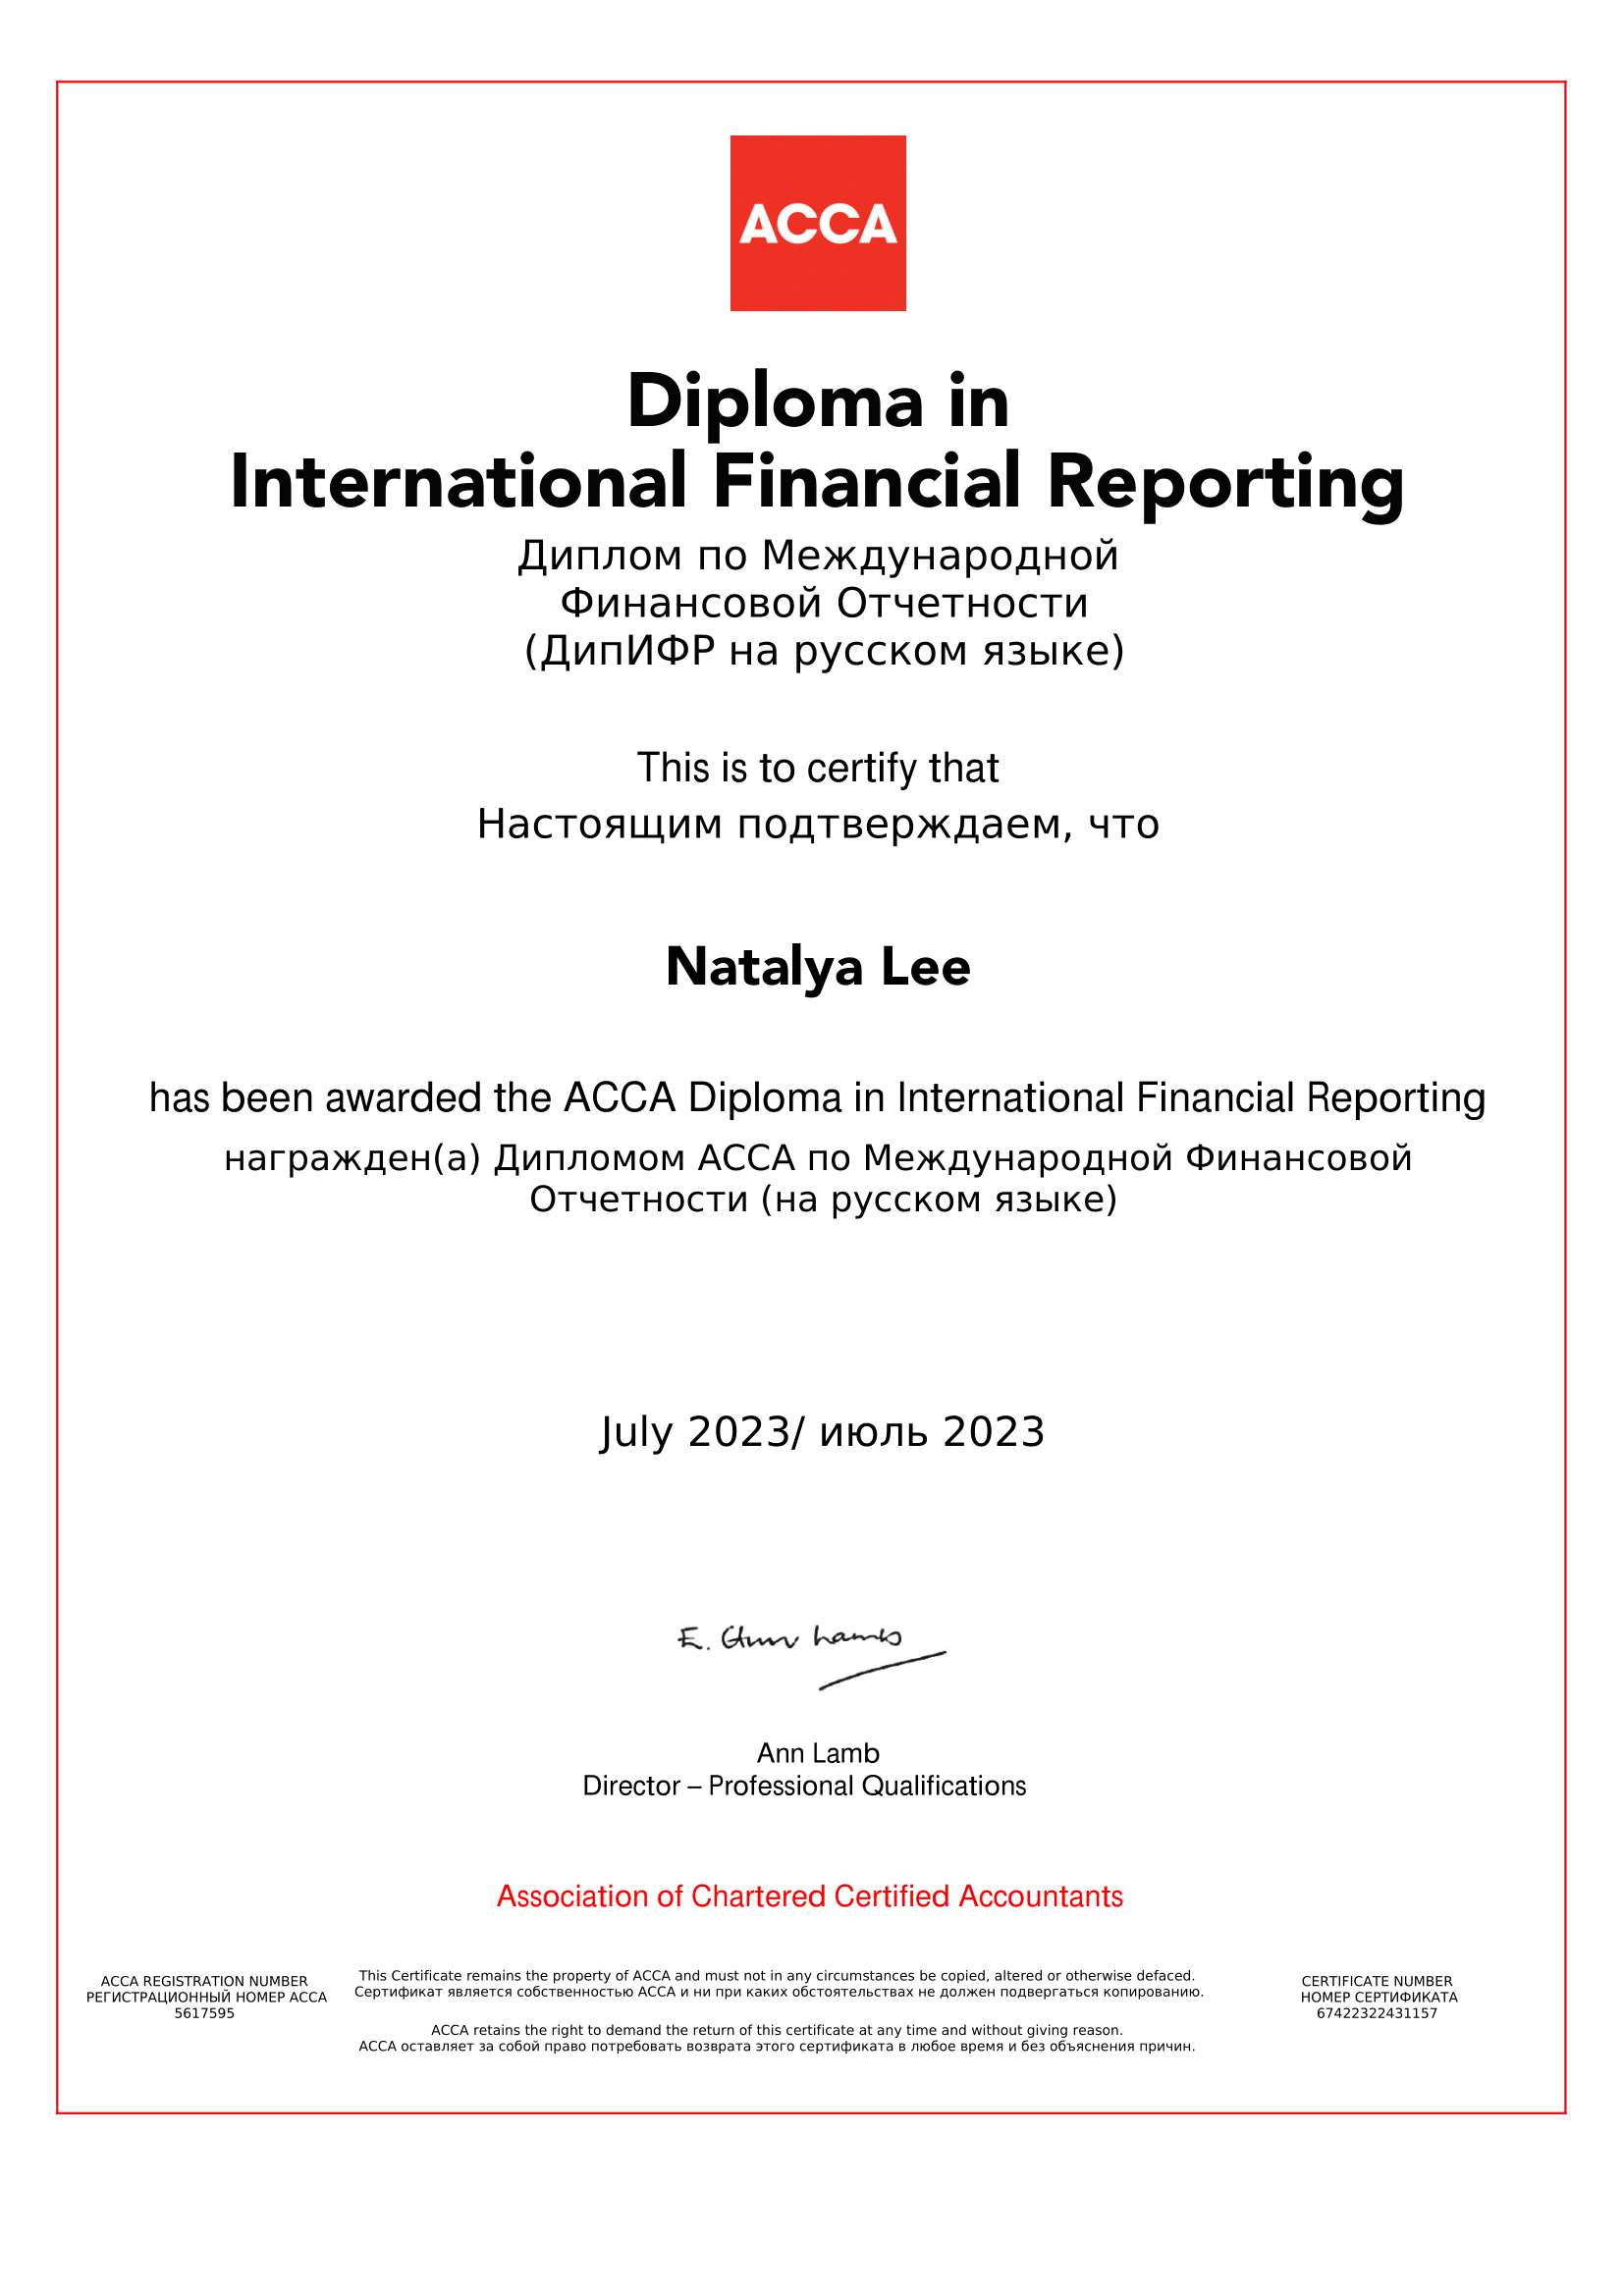 ACCA
Diploma in
International Financial Reporting
Диплом по Международной
Финансовой Отчетности
(ДипИФР на русском языке)
This is to certify that
Настоящим подтверждаем, что
Natalya Lee
has been awarded the ACCA Diploma in International Financial Reporting
награжден(а) Дипломом АССА по Международной Финансовой
Отчетности (на русском языке)
July 2023/ июль 2023
E. Ann Lamb
Ann Lamb
Director – Professional Qualifications
Association of Chartered Certified Accountants
ACCA REGISTRATION NUMBER
РЕГИСТРАЦИОННЫЙ НОМЕР АССА
5617595
This Certificate remains the property of ACCA and must not in any circumstances be copied, altered or otherwise defaced.
Сертификат является собственностью АССА и ни при каких обстоятельствах не должен подвергаться копированию.
ACCA retains the right to demand the return of this certificate at any time and without giving reason.
АССА оставляет за собой право потребовать возврата этого сертификата в любое время и без объяснения причин.
CERTIFICATE NUMBER
НОМЕР СЕРТИФИКАТА
67422322431157